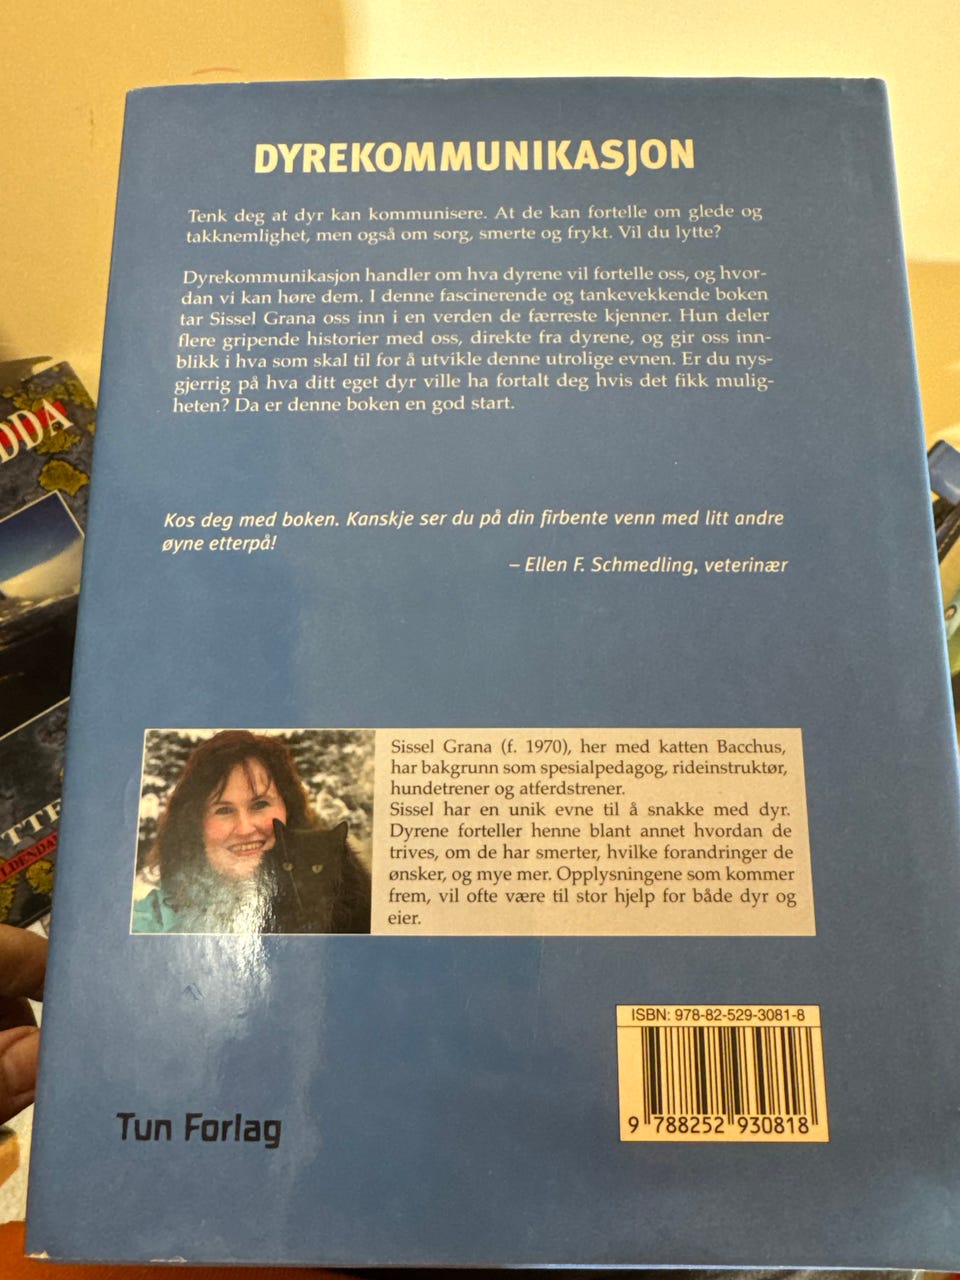 DYREKOMMUNIKASJON
Tenk deg at dyr kan kommunisere. At de kan fortelle om glede og
takknemlighet, men også om sorg, smerte og frykt. Vil du lytte?
Dyrekommunikasjon handler om hva dyrene vil fortelle oss, og hvor-
dan vi kan høre dem. I denne fascinerende og tankevekkende boken
tar Sissel Grana oss inn i en verden de færreste kjenner. Hun deler
flere gripende historier med oss, direkte fra dyrene, og gir oss inn-
blikk i hva som skal til for å utvikle denne utrolige evnen. Er du nys-
gjerrig på hva ditt eget dyr ville ha fortalt deg hvis det fikk mulig-
heten? Da er denne boken en god start.
Kos deg med boken. Kanskje ser du på din firbente venn med litt andre
øyne etterpå!
– Ellen F. Schmedling, veterinær
Sissel Grana (f. 1970), her med katten Bacchus,
har bakgrunn som spesialpedagog, rideinstruktør,
hundetrener og atferdstrener.
Sissel har en unik evne til å snakke med dyr.
Dyrene forteller henne blant annet hvordan de
trives, om de har smerter, hvilke forandringer de
ønsker, og mye mer. Opplysningene som kommer
frem, vil ofte være til stor hjelp for både dyr og
eier.
ISBN: 978-82-529-3081-8
9 788252 930818
Tun Forlag